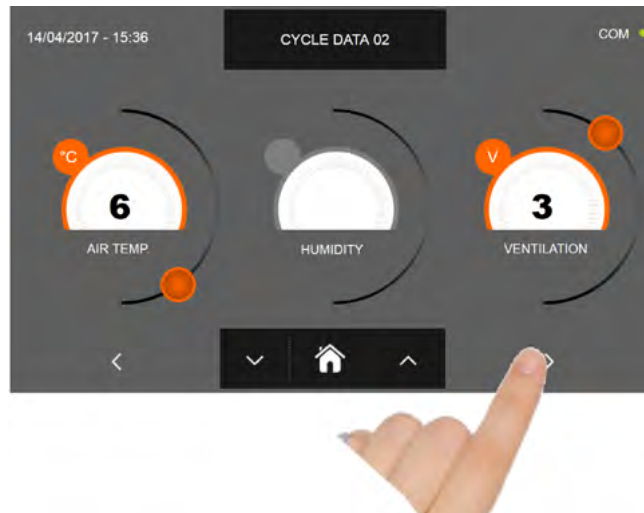 14/04/2017 - 15:36
CYCLE DATA 02
COM
°C
6
AIR TEMP.
HUMIDITY
V
3
VENTILATION